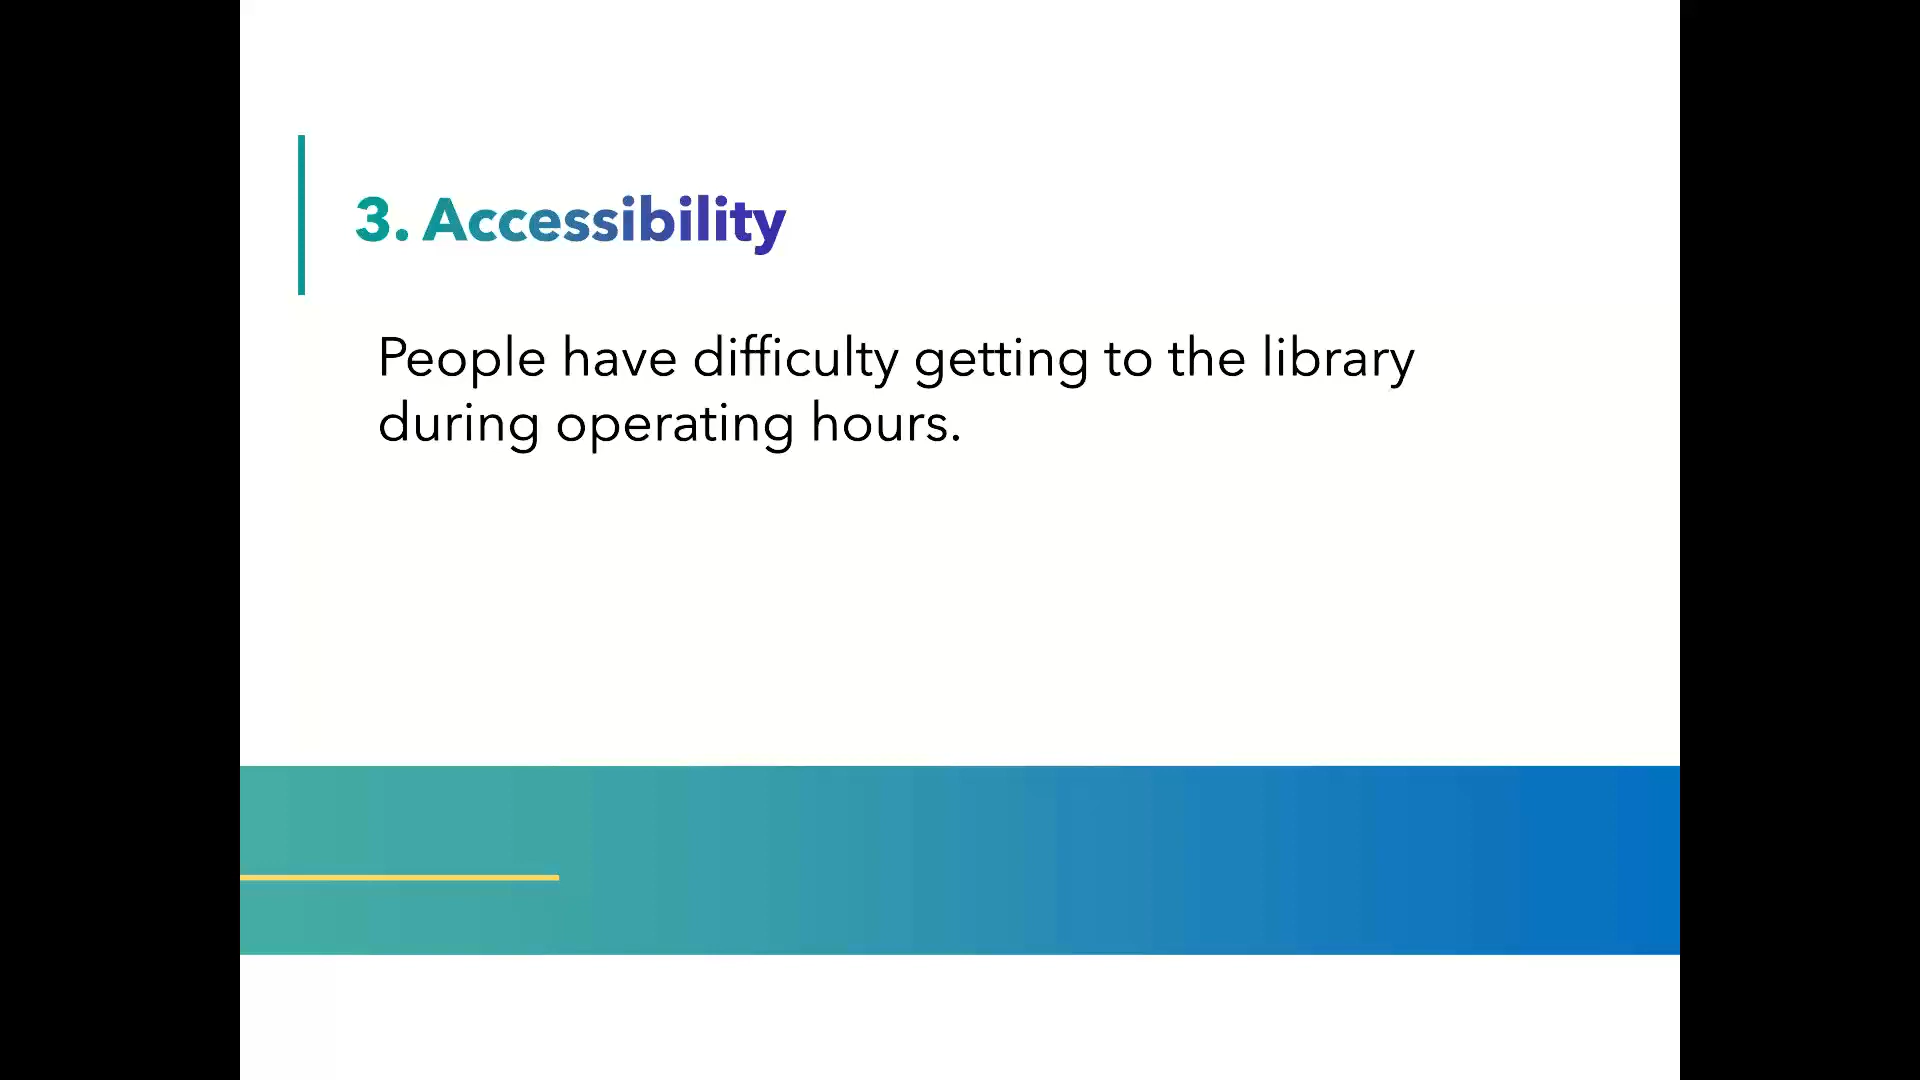 3. Accessibility
People have difficulty getting to the library
during operating hours.